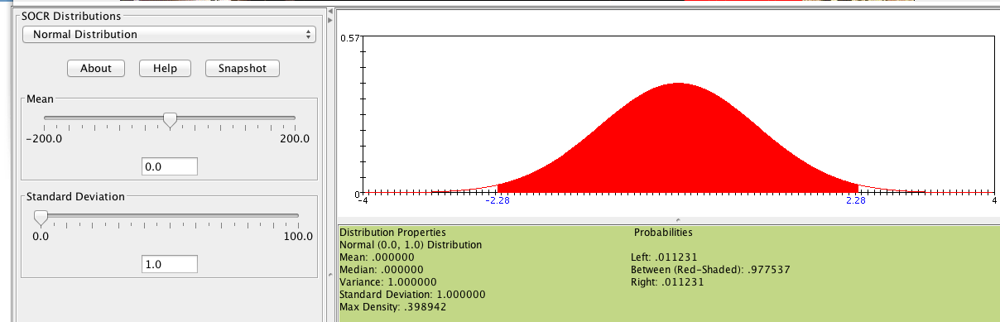 SOCR Distributions
Normal Distribution
About Help Snapshot
Mean
-200.0 200.0
0.0
Standard Deviation
0.0 100.0
1.0
0.57
0
-4 -2.28 2.28 4
Distribution Properties
Normal (0.0, 1.0) Distribution
Mean: .000000
Median: .000000
Variance: 1.000000
Standard Deviation: 1.000000
Max Density: .398942
Probabilities
Left: .011231
Between (Red-Shaded): .977537
Right: .011231